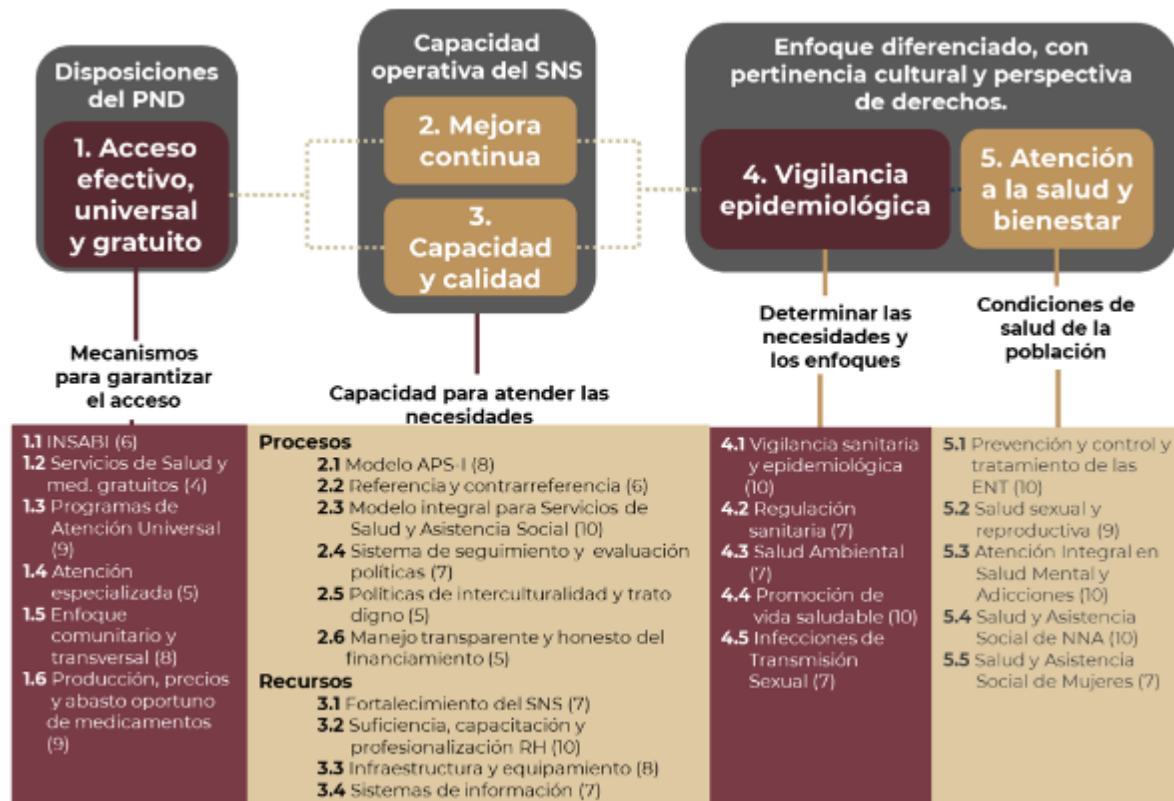 Disposiciones
del PND
1. Acceso
efectivo,
universal
y gratuito
Capacidad
operativa del SNS
2. Mejora
continua
3.
Capacidad
y calidad
Enfoque diferenciado, con
pertinencia cultural y perspectiva
de derechos.
4. Vigilancia
epidemiológica
5. Atención
a la salud y
bienestar
Mecanismos
para garantizar
el acceso
Capacidad para atender las
necesidades
Determinar las
necesidades y
los enfoques
Condiciones de
salud de la
población
1.1 INSABI (6)
1.2 Servicios de Salud y
med. gratuitos (4)
1.3 Programas de
Atención Universal
(9)
1.4 Atención
especializada (5)
1.5 Enfoque
comunitario y
transversal (8)
1.6 Producción, precios
y abasto oportuno
de medicamentos
(9)
Procesos
2.1 Modelo APS-I (8)
2.2 Referencia y contrarreferencia (6)
2.3 Modelo integral para Servicios de
Salud y Asistencia Social (10)
2.4 Sistema de seguimiento y evaluación
políticas (7)
2.5 Políticas de interculturalidad y trato
digno (5)
2.6 Manejo transparente y honesto del
financiamiento (5)
Recursos
3.1 Fortalecimiento del SNS (7)
3.2 Suficiencia, capacitación y
profesionalización RH (10)
3.3 Infraestructura y equipamiento (8)
3.4 Sistemas de información (7)
4.1 Vigilancia sanitaria
y epidemiológica
(10)
4.2 Regulación
sanitaria (7)
4.3 Salud Ambiental
(7)
4.4 Promoción de
vida saludable (10)
4.5 Infecciones de
Transmisión
Sexual (7)
5.1 Prevención y control y
tratamiento de las
ENT (10)
5.2 Salud sexual y
reproductiva (9)
5.3 Atención Integral en
Salud Mental y
Adicciones (10)
5.4 Salud y Asistencia
Social de NNA (10)
5.5 Salud y Asistencia
Social de Mujeres (7)